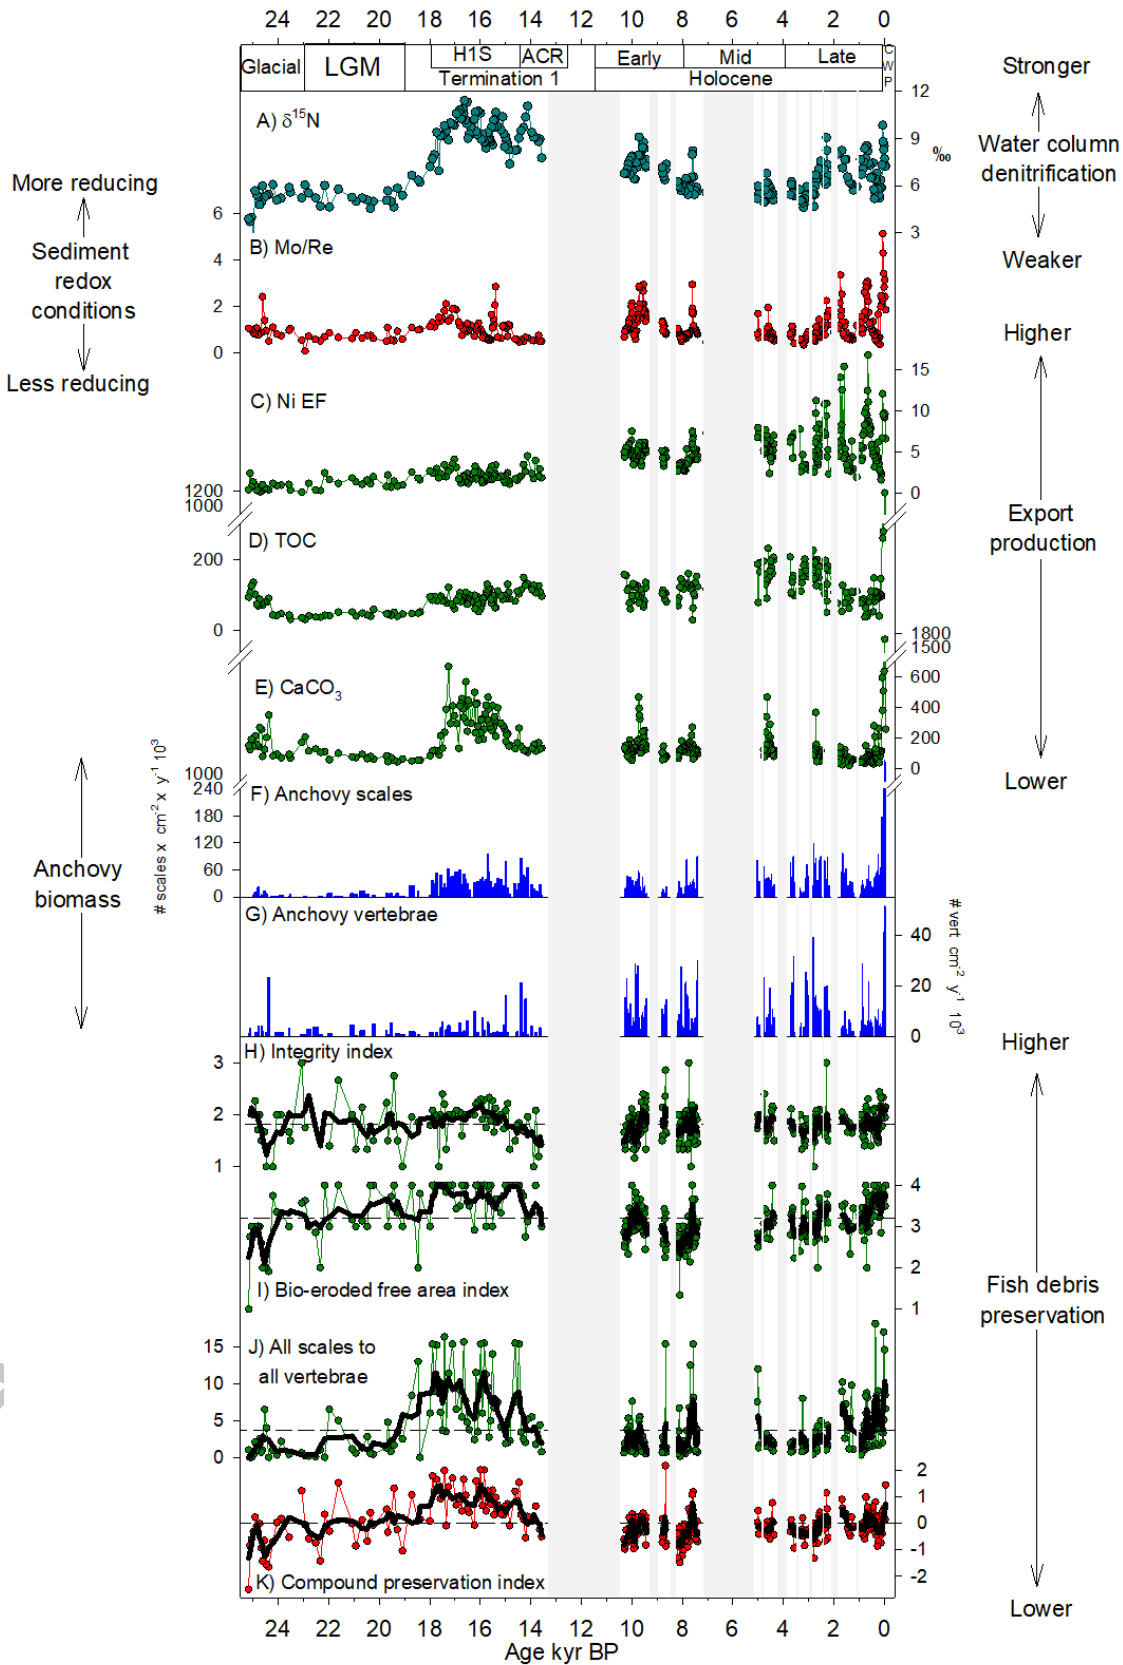 24 22 20 18 16 14 12 10 8 6 4 2 0
Glacial LGM H1S ACR Early Mid Late C W P
Termination 1 Holocene
Stronger
Water column
denitrification
Weaker
12
9
6
3
‰
A) δ¹⁵N
More reducing
Sediment
redox
conditions
Less reducing
6
4
2
0
B) Mo/Re
Higher
Export
production
Lower
15
10
5
0
C) Ni EF
1200
1000
200
0
D) TOC
1800
1500
600
400
200
0
E) CaCO₃
Anchovy
biomass
# scales x cm⁻² x y⁻¹ 10³
1000
240
180
120
60
0
F) Anchovy scales
G) Anchovy vertebrae
40
20
0
# vert cm⁻² y⁻¹ 10³
Higher
Fish debris
preservation
Lower
H) Integrity index
3
2
1
4
3
2
1
I) Bio-eroded free area index
15
10
5
0
J) All scales to
all vertebrae
2
1
0
-1
-2
K) Compound preservation index
24 22 20 18 16 14 12 10 8 6 4 2 0
Age kyr BP